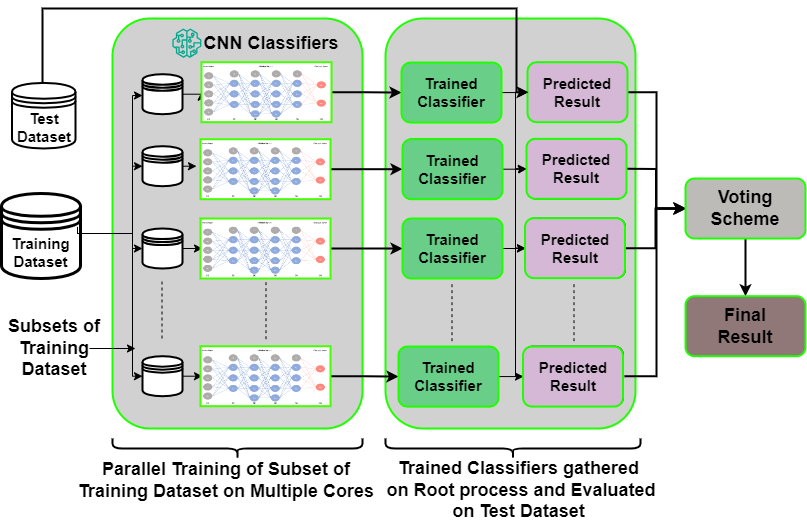 CNN Classifiers
Test
Dataset
Training
Dataset
Subsets of
Training
Dataset
Trained
Classifier
Predicted
Result
Trained
Classifier
Predicted
Result
Trained
Classifier
Predicted
Result
Trained
Classifier
Predicted
Result
Voting
Scheme
Final
Result
Parallel Training of Subset of
Training Dataset on Multiple Cores
Trained Classifiers gathered
on Root process and Evaluated
on Test Dataset